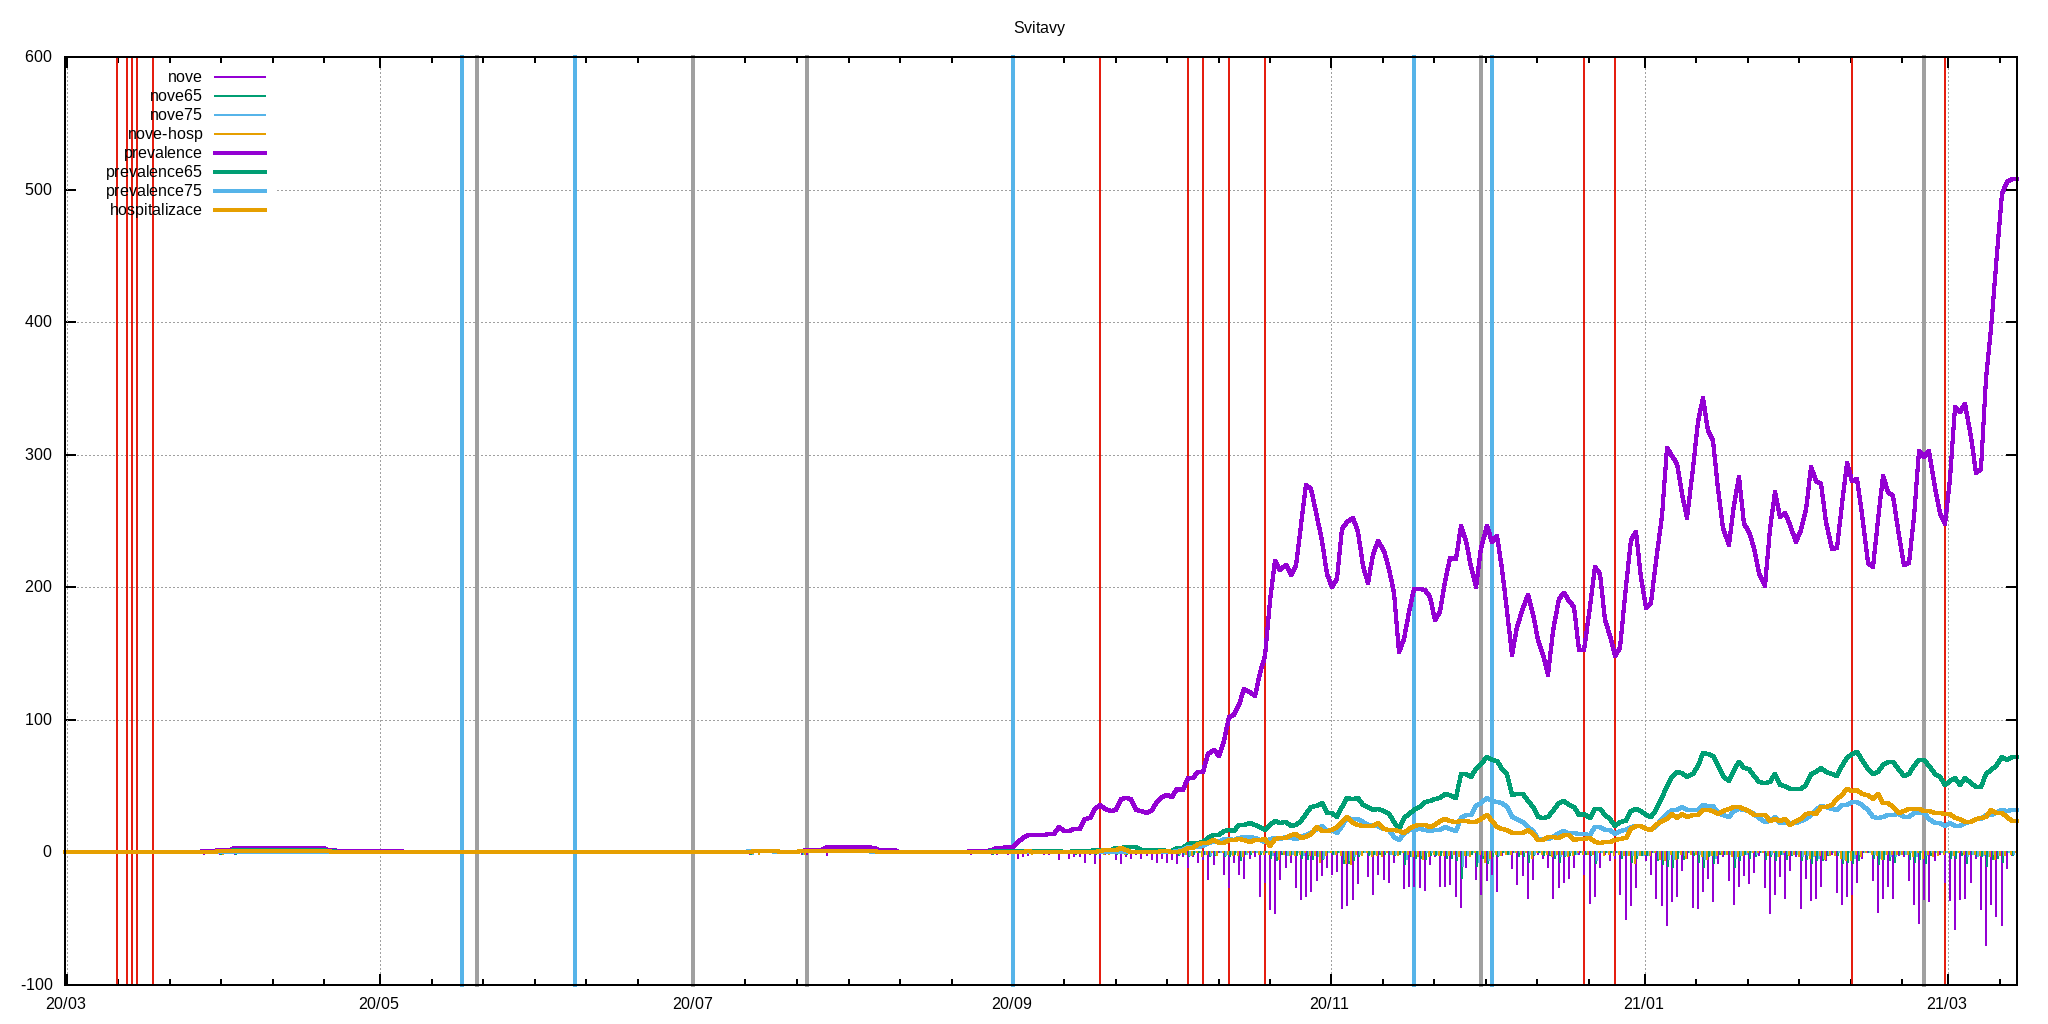 Svitavy
600
500
400
300
200
100
0
-100
nove
nove65
nove75
nove-hosp
prevalence
prevalence65
prevalence75
hospitalizace
20/03 20/05 20/07 20/09 20/11 21/01 21/03